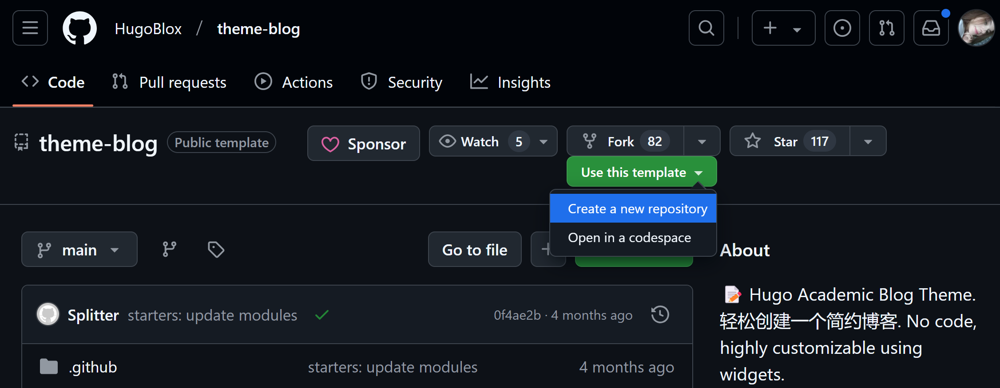 HugoBlox / theme-blog
Code Pull requests Actions Security Insights
theme-blog Public template Sponsor Watch 5 Fork 82 Star 117
Use this template
Create a new repository
Open in a codespace
main Go to file
About
Splitter starters: update modules 0f4ae2b · 4 months ago
.github starters: update modules 4 months ago
📝 Hugo Academic Blog Theme.
轻松创建一个简约博客. No code,
highly customizable using
widgets.